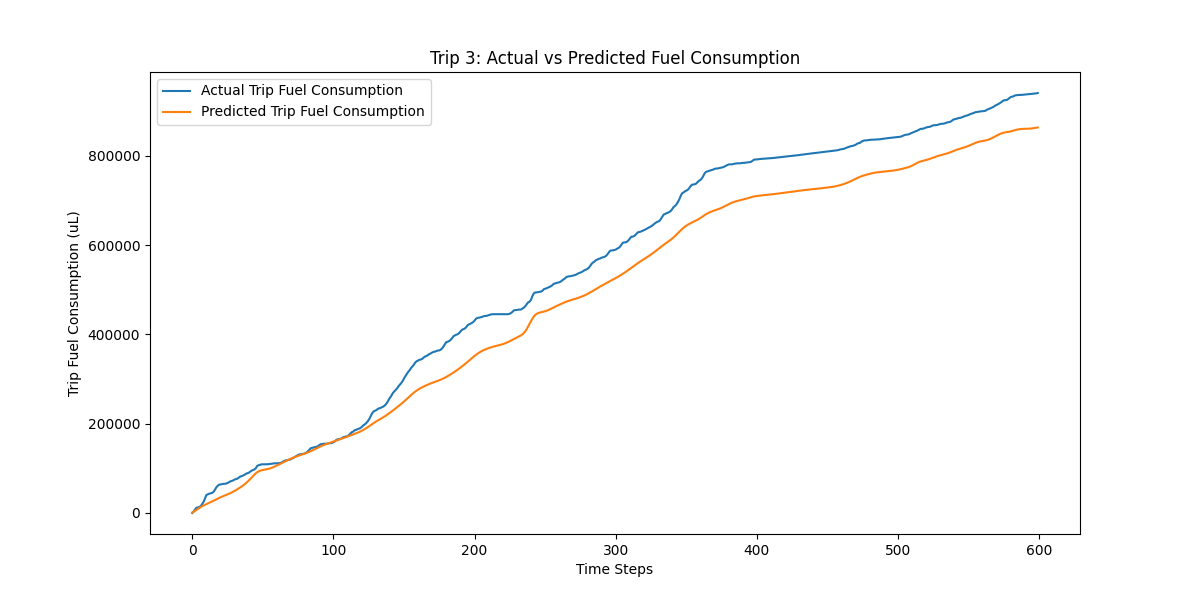 Trip 3: Actual vs Predicted Fuel Consumption
Actual Trip Fuel Consumption
Predicted Trip Fuel Consumption
Trip Fuel Consumption (uL)
800000
600000
400000
200000
0
0 100 200 300 400 500 600
Time Steps